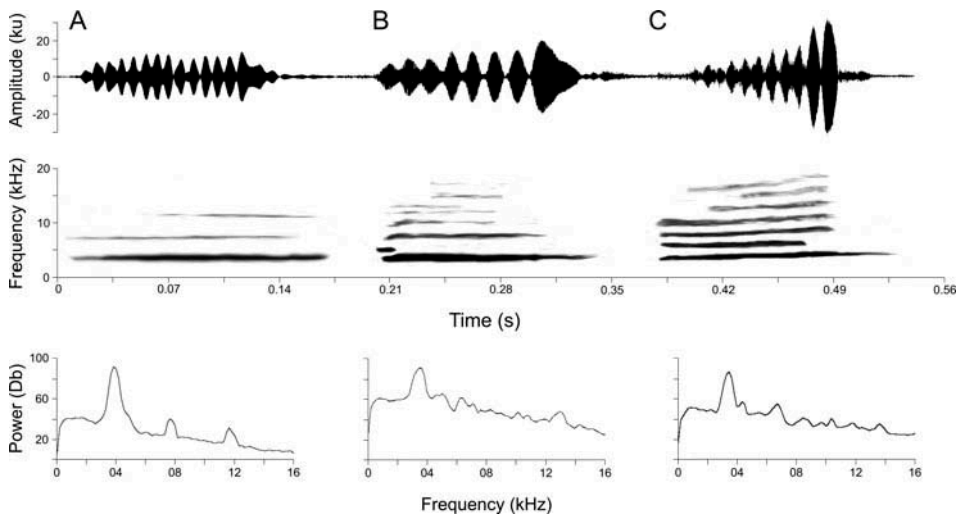 A B C
Amplitude (ku)
20
0
-20
Frequency (kHz)
20
10
0
0 0.07 0.14 0.21 0.28 0.35 0.42 0.49 0.56
Time (s)
Power (Db)
100
60
20
0 04 08 12 16 0 04 08 12 16 0 04 08 12 16
Frequency (kHz)